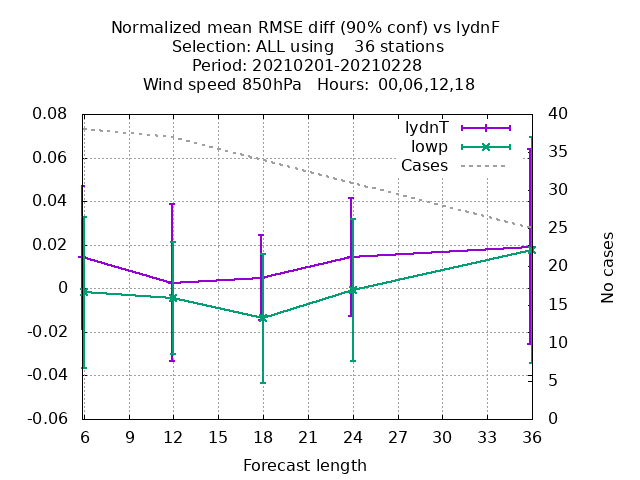 Normalized mean RMSE diff (90% conf) vs lydnF
Selection: ALL using    36 stations
Period: 20210201-20210228
Wind speed 850hPa   Hours:  00,06,12,18
0.08
0.06
0.04
0.02
0
-0.02
-0.04
-0.06
lydnT
lowp
Cases
40
35
30
25
20
15
10
5
0
No cases
6 9 12 15 18 21 24 27 30 33 36
Forecast length